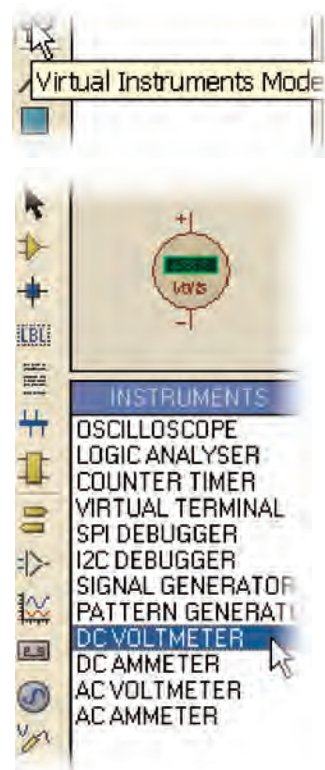 Virtual Instruments Mode
+
Volts
-
LBL
INSTRUMENTS
OSCILLOSCOPE
LOGIC ANALYSER
COUNTER TIMER
VIRTUAL TERMINAL
SPI DEBUGGER
I2C DEBUGGER
SIGNAL GENERATOR
PATTERN GENERAT
DC VOLTMETER
DC AMMETER
AC VOLTMETER
AC AMMETER